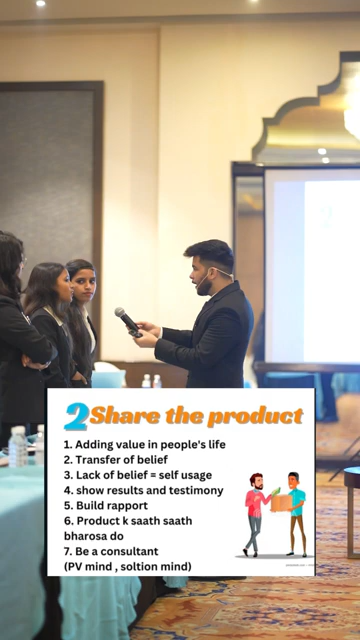 2 Share the product
1. Adding value in people's life
2. Transfer of belief
3. Lack of belief = self usage
4. show results and testimony
5. Build rapport
6. Product k saath saath
bharosa do
7. Be a consultant
(PV mind , soltion mind)